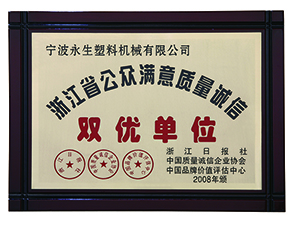 宁波永生塑料机械有限公司
浙江省公众满意质量诚信
双优单位
浙江日报社
中国质量诚信企业协会
中国品牌价值评估中心
2008年颁